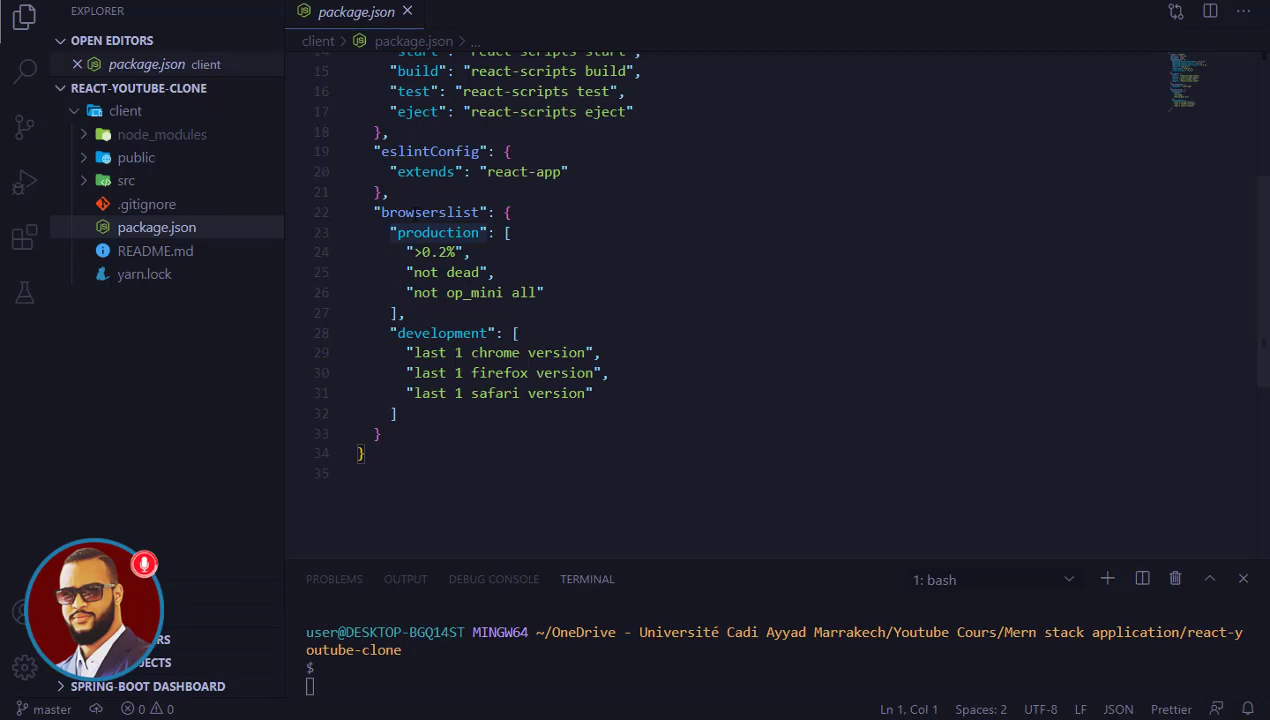 EXPLORER
OPEN EDITORS
package.json client
REACT-YOUTUBE-CLONE
client
node_modules
public
src
.gitignore
package.json
README.md
yarn.lock
SPRING-BOOT DASHBOARD
package.json
client > package.json > ...
14 "start": "react-scripts start",
15 "build": "react-scripts build",
16 "test": "react-scripts test",
17 "eject": "react-scripts eject"
18 },
19 "eslintConfig": {
20 "extends": "react-app"
21 },
22 "browserslist": {
23 "production": [
24 ">0.2%",
25 "not dead",
26 "not op_mini all"
27 ],
28 "development": [
29 "last 1 chrome version",
30 "last 1 firefox version",
31 "last 1 safari version"
32 ]
33 }
34 }
35
PROBLEMS OUTPUT DEBUG CONSOLE TERMINAL 1: bash
user@DESKTOP-BGQ14ST MINGW64 ~/OneDrive - Université Cadi Ayyad Marrakech/Youtube Cours/Mern stack application/react-y
outube-clone
$
master 0 0 Ln 1, Col 1 Spaces: 2 UTF-8 LF JSON Prettier